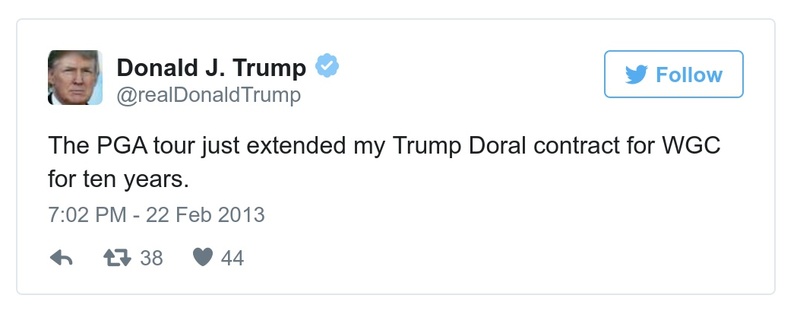 Donald J. Trump
@realDonaldTrump
Follow
The PGA tour just extended my Trump Doral contract for WGC
for ten years.
7:02 PM - 22 Feb 2013
38 44